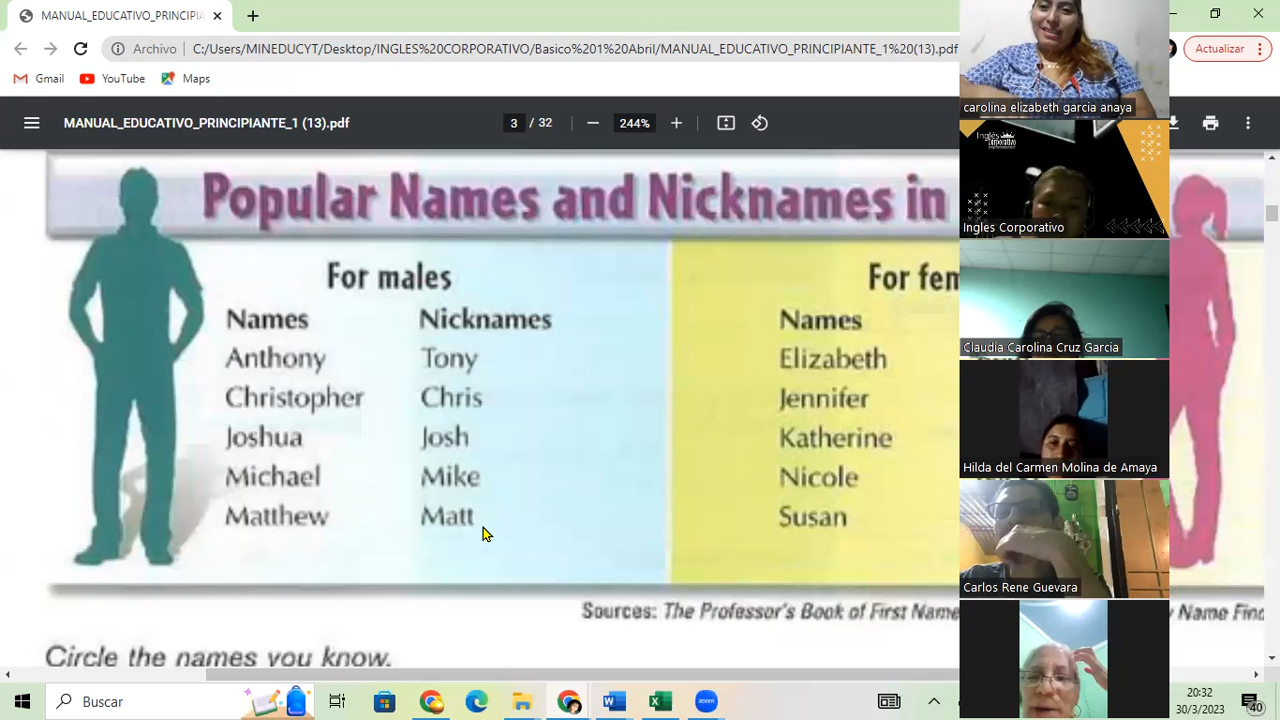 MANUAL_EDUCATIVO_PRINCIPIA
Archivo C:/Users/MINEDUCYT/Desktop/INGLES%20CORPORATIVO/Basico%201%20Abril/MANUAL_EDUCATIVO_PRINCIPIANTE_1%20(13).pdf
Actualizar
Gmail YouTube Maps
MANUAL_EDUCATIVO_PRINCIPIANTE_1 (13).pdf 3 / 32 244%
carolina elizabeth garcia anaya
Popular Names and Nicknames in
Inglés
Corporativo
Ingles Corporativo
For males
Names Nicknames
Anthony Tony
Christopher Chris
Joshua Josh
Michael Mike
Matthew Matt
For fem
Names
Elizabeth
Jennifer
Katherine
Nicole
Susan
Claudia Carolina Cruz Garcia
Hilda del Carmen Molina de Amaya
Carlos Rene Guevara
Sources: The Professor's Book of First Name
y Name Find
Circle the names you know.
Buscar
20:32
30/3/2023
40